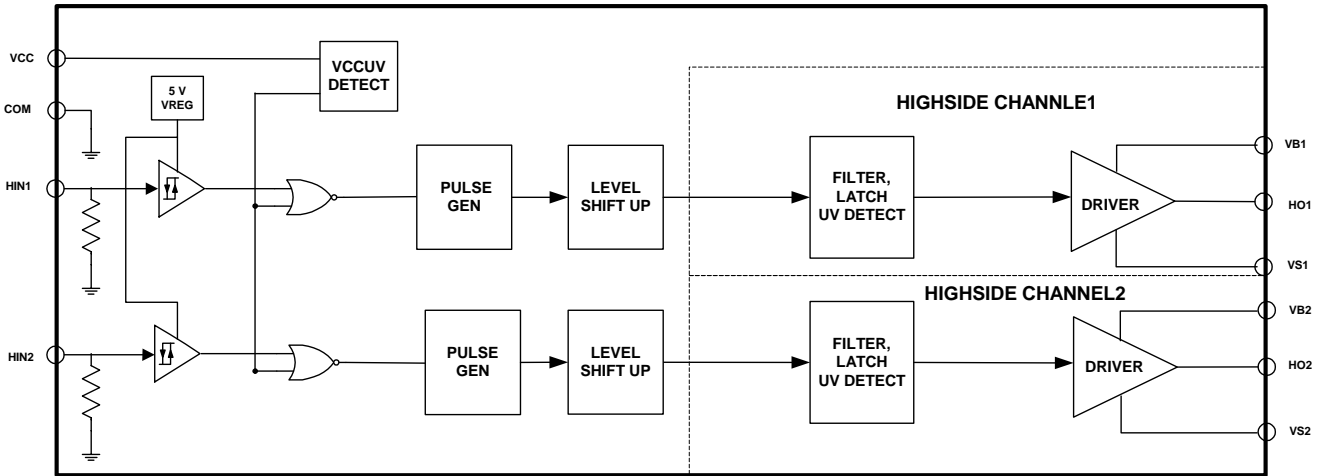 VCC
VCCUV
DETECT
5 V
VREG
COM
HIGHSIDE CHANNLE1
VB1
HIN1
PULSE
GEN
LEVEL
SHIFT UP
FILTER,
LATCH
UV DETECT
DRIVER
HO1
VS1
HIGHSIDE CHANNEL2
VB2
HIN2
PULSE
GEN
LEVEL
SHIFT UP
FILTER,
LATCH
UV DETECT
DRIVER
HO2
VS2